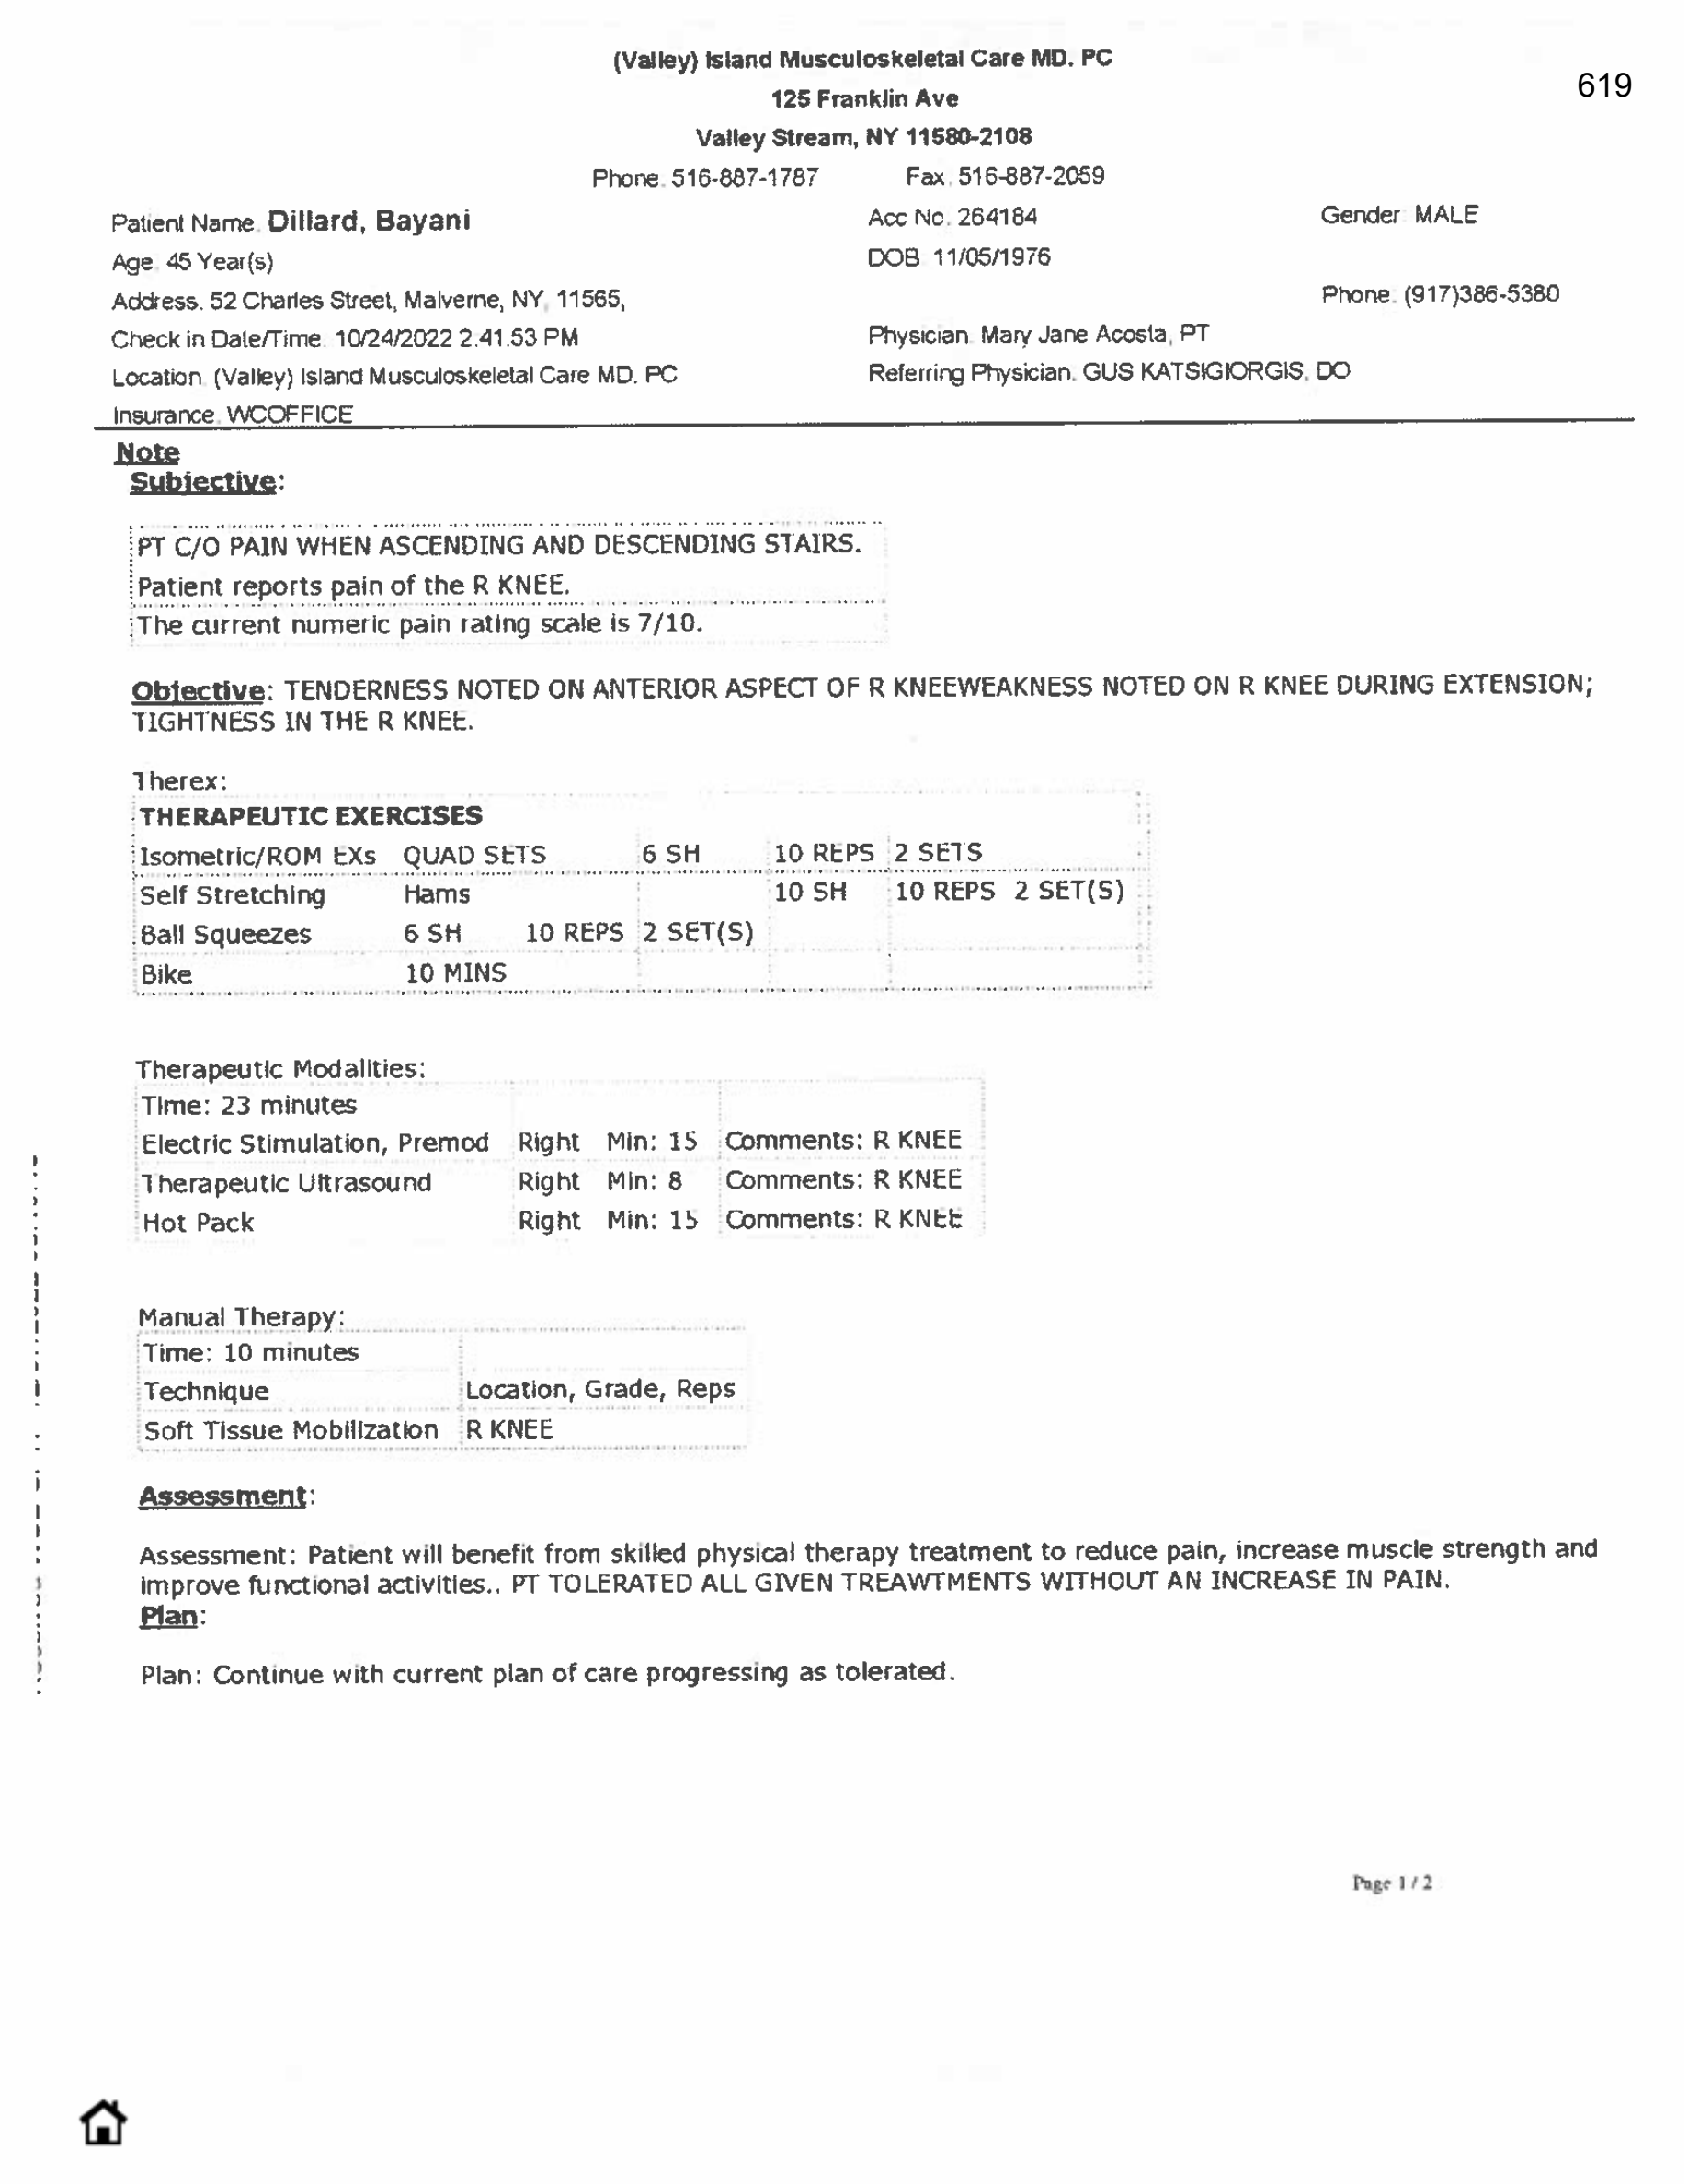 (Valley) Island Musculoskeletal Care MD. PC
619
125 Franklin Ave
Valley Stream, NY 11580-2108
Phone. 516-887-1787 Fax. 516-887-2059
Patient Name. Dillard, Bayani Acc No. 264184 Gender MALE
Age. 45 Year(s) DOB 11/05/1976
Address. 52 Charles Street, Malverne, NY, 11565, Phone. (917)386-5380
Check in Date/Time. 10/24/2022 2.41.53 PM Physician. Mary Jane Acosta, PT
Location. (Valley) Island Musculoskeletal Care MD. PC Referring Physician. GUS KATSIGIORGIS, DO
Insurance. WCOFFICE
Note
Subjective:
PT C/O PAIN WHEN ASCENDING AND DESCENDING STAIRS.
Patient reports pain of the R KNEE.
The current numeric pain rating scale is 7/10.
Objective: TENDERNESS NOTED ON ANTERIOR ASPECT OF R KNEEWEAKNESS NOTED ON R KNEE DURING EXTENSION;
TIGHTNESS IN THE R KNEE.
Therex:
THERAPEUTIC EXERCISES
Isometric/ROM EXs QUAD SETS 6 SH 10 REPS 2 SETS
Self Stretching Hams 10 SH 10 REPS 2 SET(S)
Ball Squeezes 6 SH 10 REPS 2 SET(S)
Bike 10 MINS
Therapeutic Modalities:
Time: 23 minutes
Electric Stimulation, Premod Right Min: 15 Comments: R KNEE
Therapeutic Ultrasound Right Min: 8 Comments: R KNEE
Hot Pack Right Min: 15 Comments: R KNEE
Manual Therapy:
Time: 10 minutes
Technique Location, Grade, Reps
Soft Tissue Mobilization R KNEE
Assessment:
Assessment: Patient will benefit from skilled physical therapy treatment to reduce pain, increase muscle strength and
improve functional activities., PT TOLERATED ALL GIVEN TREAWTMENTS WITHOUT AN INCREASE IN PAIN.
Plan:
Plan: Continue with current plan of care progressing as tolerated.
Page 1 / 2